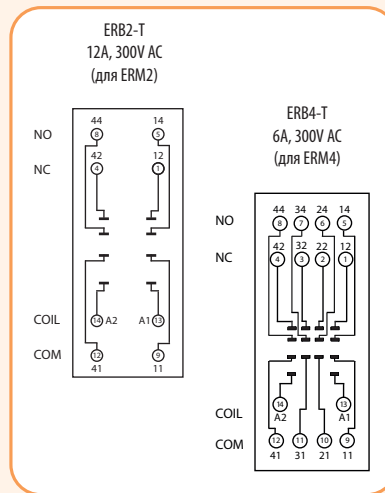 ERB2-T
12A, 300V AC
(для ERM2)
44 14
NO 8 5
42 12
NC 4 1
COIL 14 A2 A1 13
COM 12 9
41 11
ERB4-T
6A, 300V AC
(для ERM4)
44 34 24 14
NO 8 7 6 5
42 32 22 12
NC 4 3 2 1
14 13
COIL A2 A1
COM 12 11 10 9
41 31 21 11